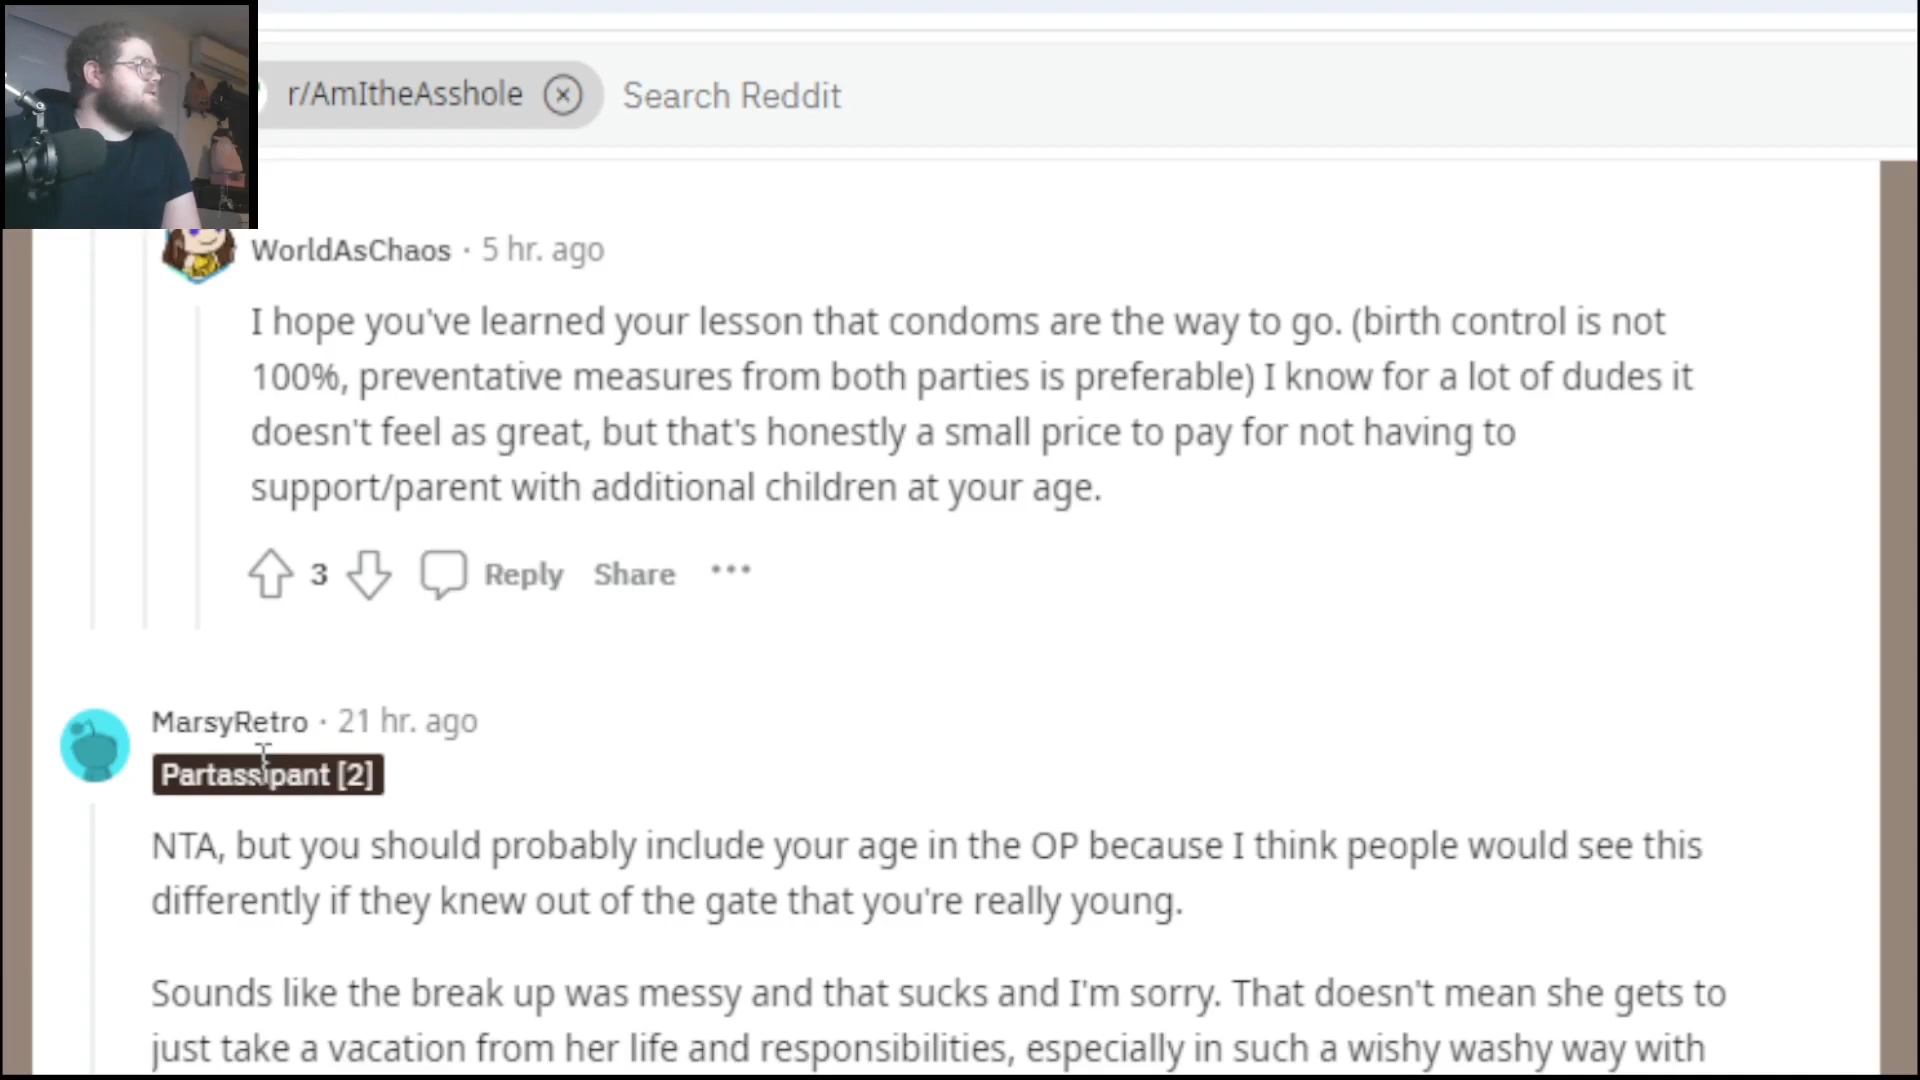 r/AmItheAsshole
Search Reddit
WorldAsChaos · 5 hr. ago
I hope you've learned your lesson that condoms are the way to go. (birth control is not
100%, preventative measures from both parties is preferable) I know for a lot of dudes it
doesn't feel as great, but that's honestly a small price to pay for not having to
support/parent with additional children at your age.
3 Reply Share ...
MarsyRetro · 21 hr. ago
Partassipant [2]
NTA, but you should probably include your age in the OP because I think people would see this
differently if they knew out of the gate that you're really young.
Sounds like the break up was messy and that sucks and I'm sorry. That doesn't mean she gets to
just take a vacation from her life and responsibilities, especially in such a wishy washy way with